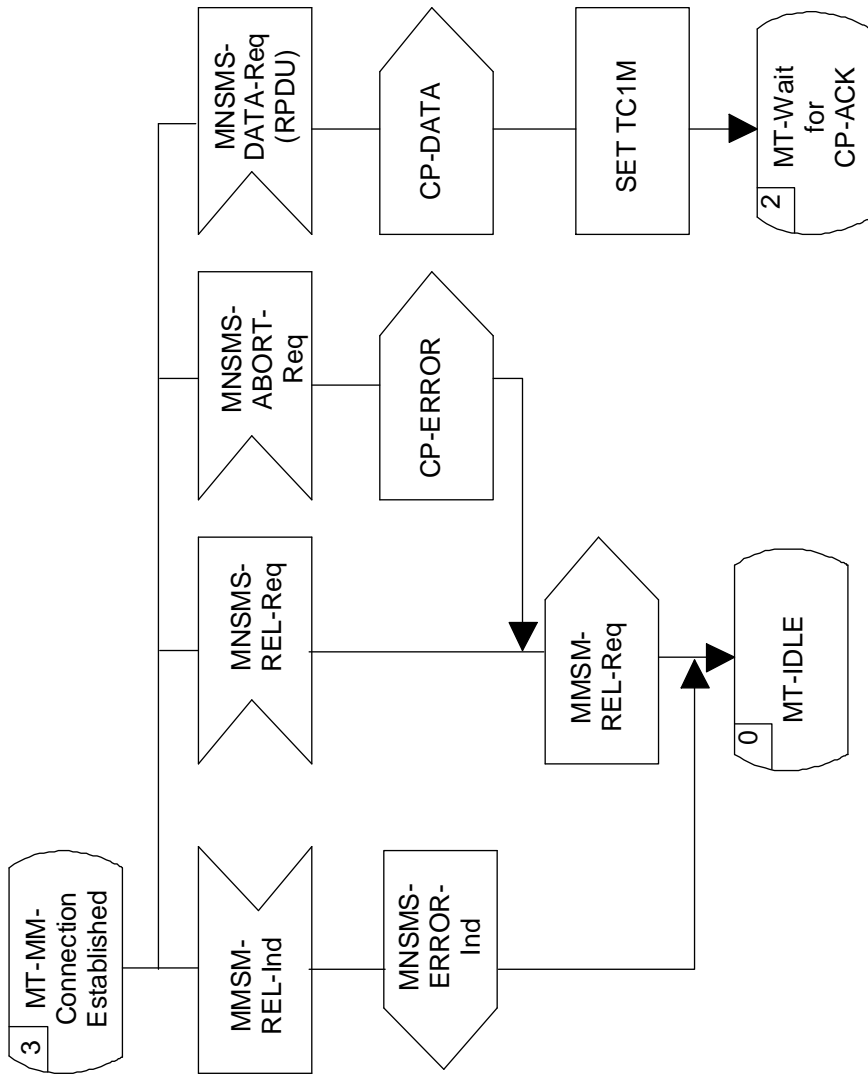 3
MT-MM-
Connection
Established
MMSM-
REL-Ind
MNSMS-
REL-Req
MNSMS-
ABORT-
Req
MNSMS-
DATA-Req
(RPDU)
MNSMS-
ERROR-
Ind
CP-ERROR
CP-DATA
MMSM-
REL-Req
SET TC1M
0
MT-IDLE
2
MT-Wait
for
CP-ACK